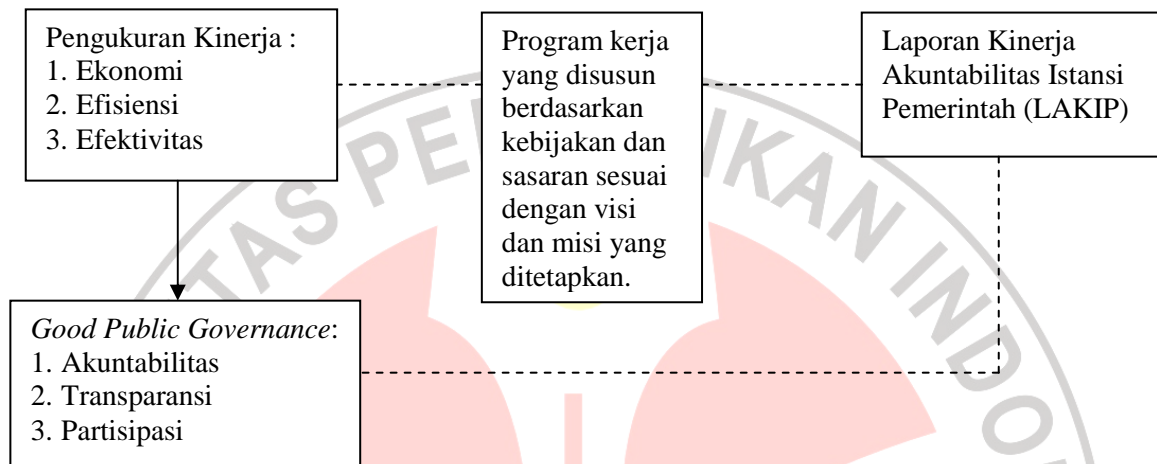 Pengukuran Kinerja :
1. Ekonomi
2. Efisiensi
3. Efektivitas
Program kerja
yang disusun
berdasarkan
kebijakan dan
sasaran sesuai
dengan visi
dan misi yang
ditetapkan.
Laporan Kinerja
Akuntabilitas Istansi
Pemerintah (LAKIP)
Good Public Governance:
1. Akuntabilitas
2. Transparansi
3. Partisipasi